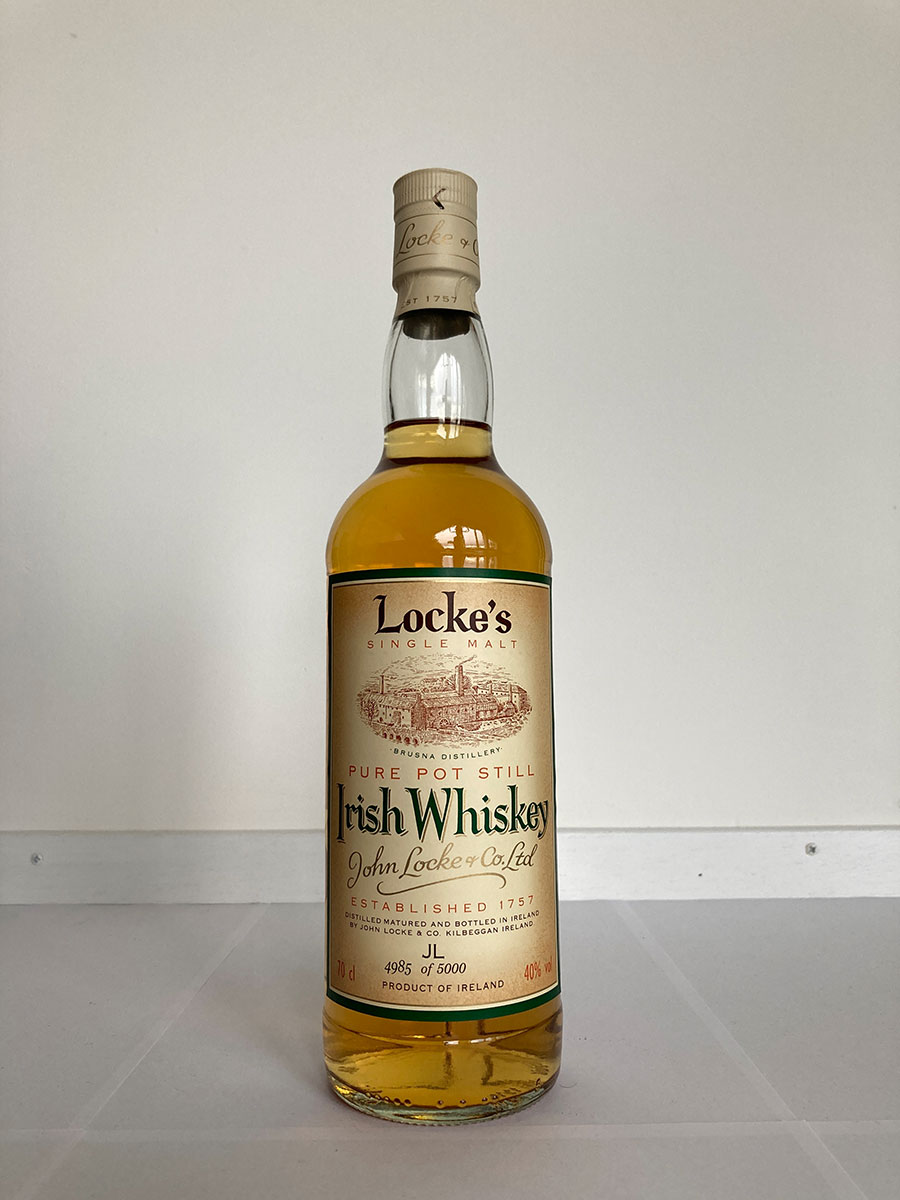 Locke & C
EST 1757
Locke's
SINGLE MALT
BRUSNA DISTILLERY
PURE POT STILL
Irish Whiskey
John Locke & Co. Ltd
ESTABLISHED 1757
DISTILLED MATURED AND BOTTLED IN IRELAND
BY JOHN LOCKE & CO. KILBEGGAN IRELAND.
JL
4985 of 5000
70 cl
40% vol
PRODUCT OF IRELAND